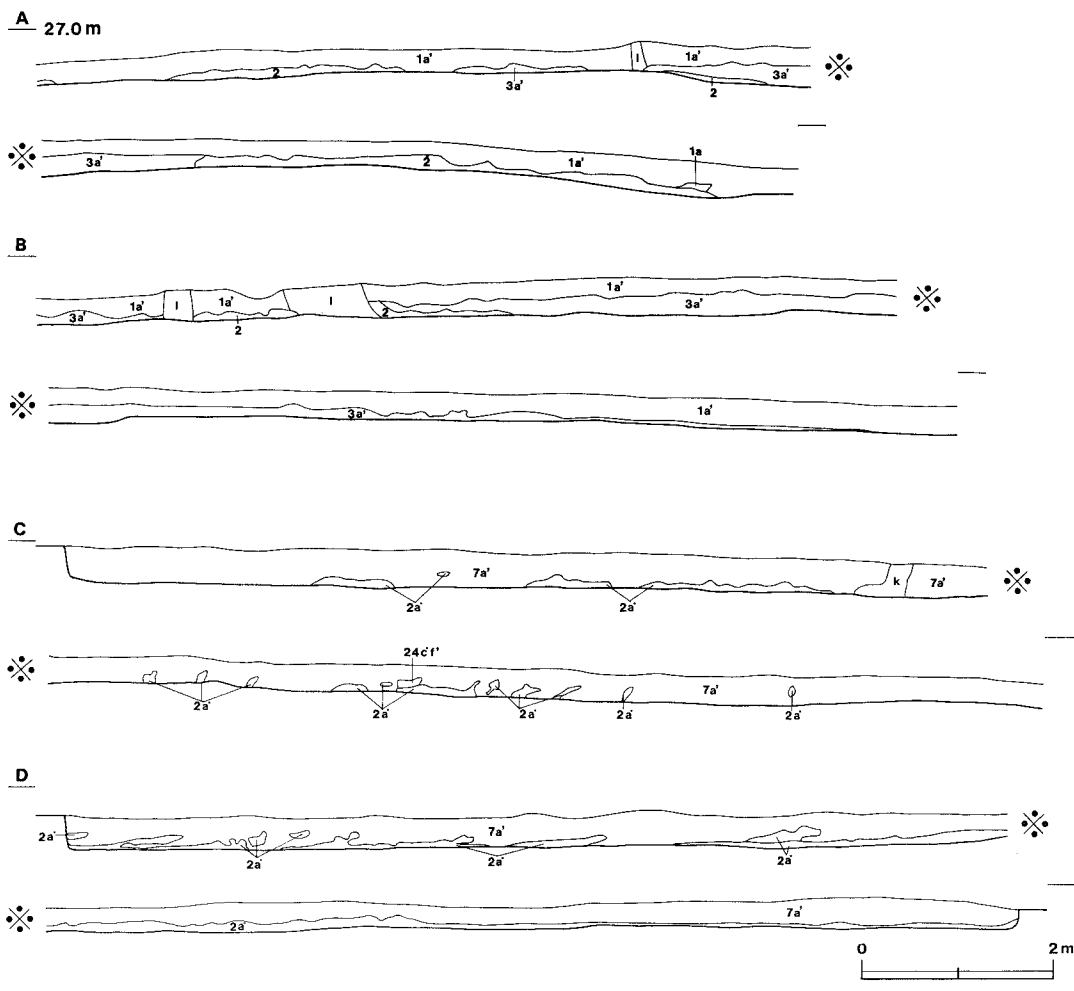 A 27.0 m
1a' l 1a'
2 3a' 2 3a'
1a
3a' 2 1a'
B
1a'
1a' l 1a' l 3a'
3a' 2 2
3a' 1a'
C
7a' k 7a'
2a' 2a'
24c'f'
7a'
2a' 2a' 2a' 2a' 2a'
D
2a' 7a'
2a' 2a' 2a'
2a' 7a'
0 2 m